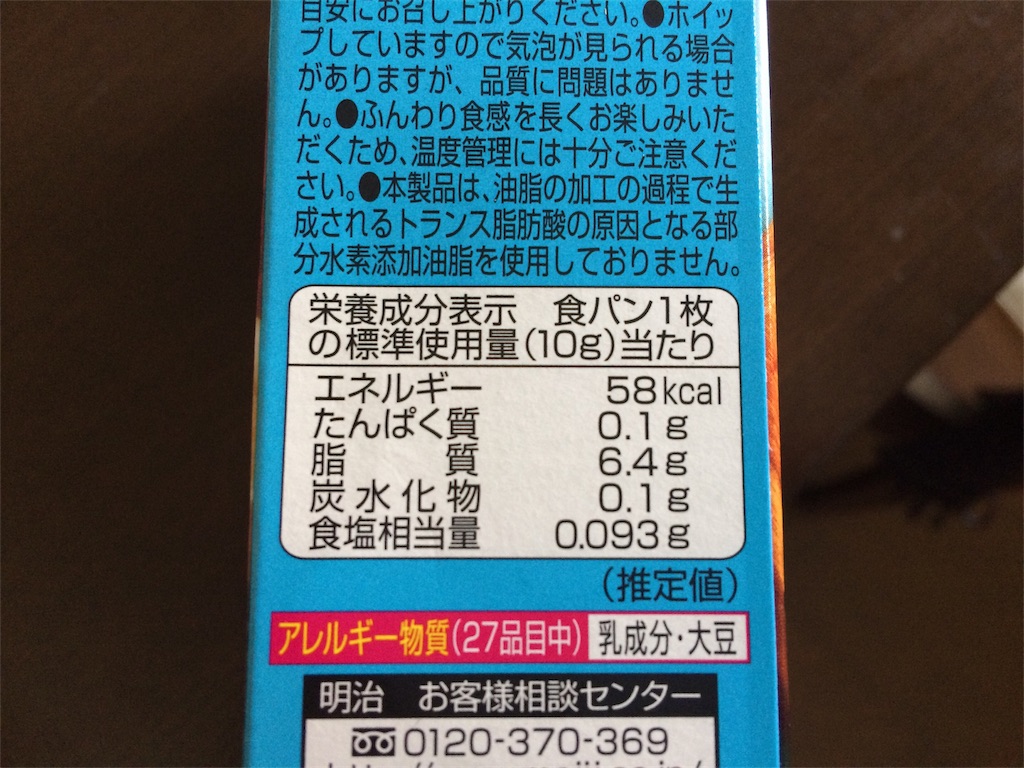 目安にお召し上がりください。●ホイッ
プしていますので気泡が見られる場合
がありますが、品質に問題はありませ
ん。●ふんわり食感を長くお楽しみいた
だくため、温度管理には十分ご注意くだ
さい。●本製品は、油脂の加工の過程で生
成されるトランス脂肪酸の原因となる部
分水素添加油脂を使用しておりません。
栄養成分表示 食パン1枚
の標準使用量(10g)当たり
エネルギー 58kcal
たんぱく質 0.1g
脂質 6.4g
炭水化物 0.1g
食塩相当量 0.093g
(推定値)
アレルギー物質(27品目中) 乳成分・大豆
明治 お客様相談センター
0120-370-369